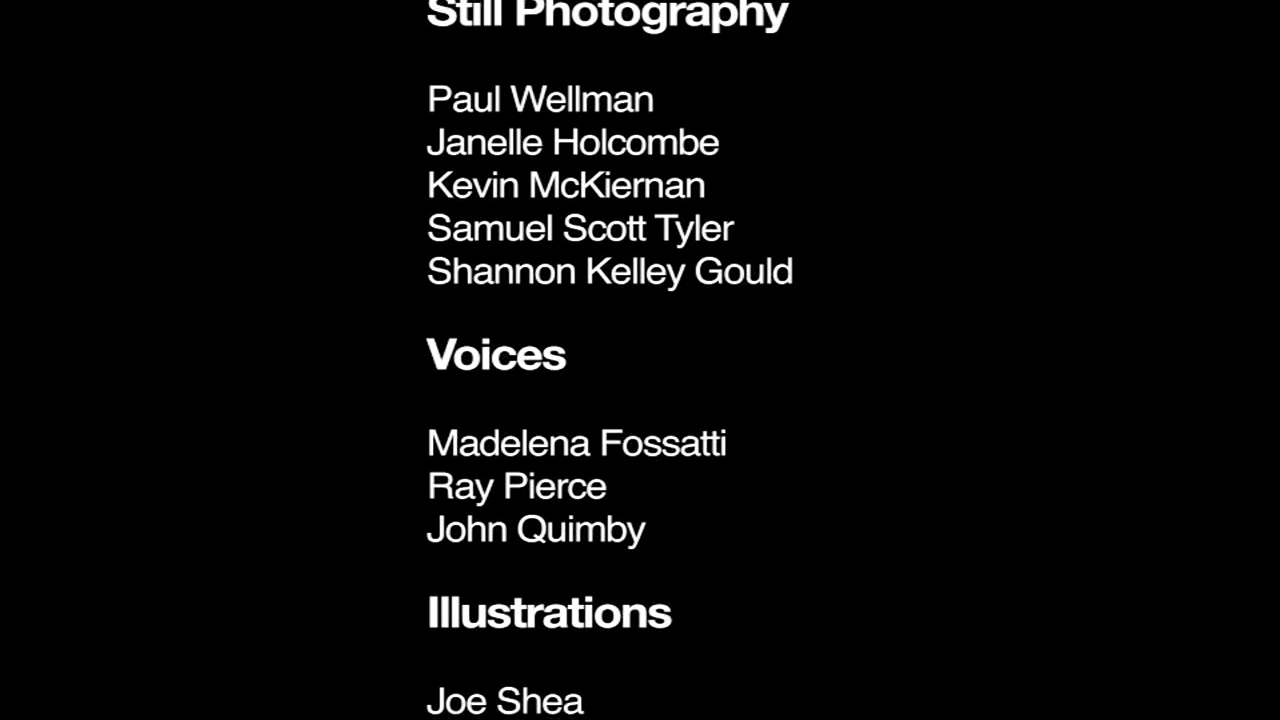 Still Photography
Paul Wellman
Janelle Holcombe
Kevin McKiernan
Samuel Scott Tyler
Shannon Kelley Gould
Voices
Madelena Fossatti
Ray Pierce
John Quimby
Illustrations
Joe Shea